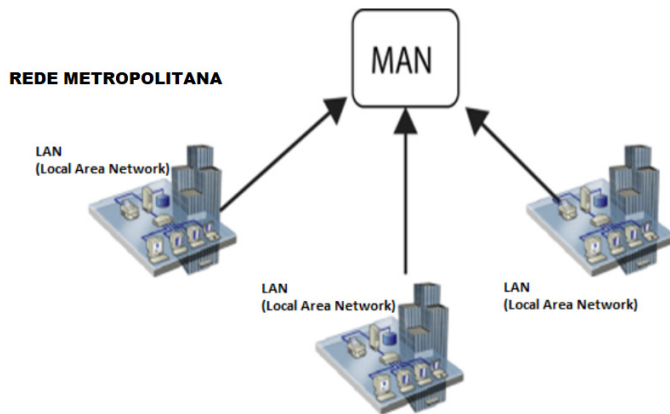 MAN
REDE METROPOLITANA
LAN
(Local Area Network)
LAN
(Local Area Network)
LAN
(Local Area Network)